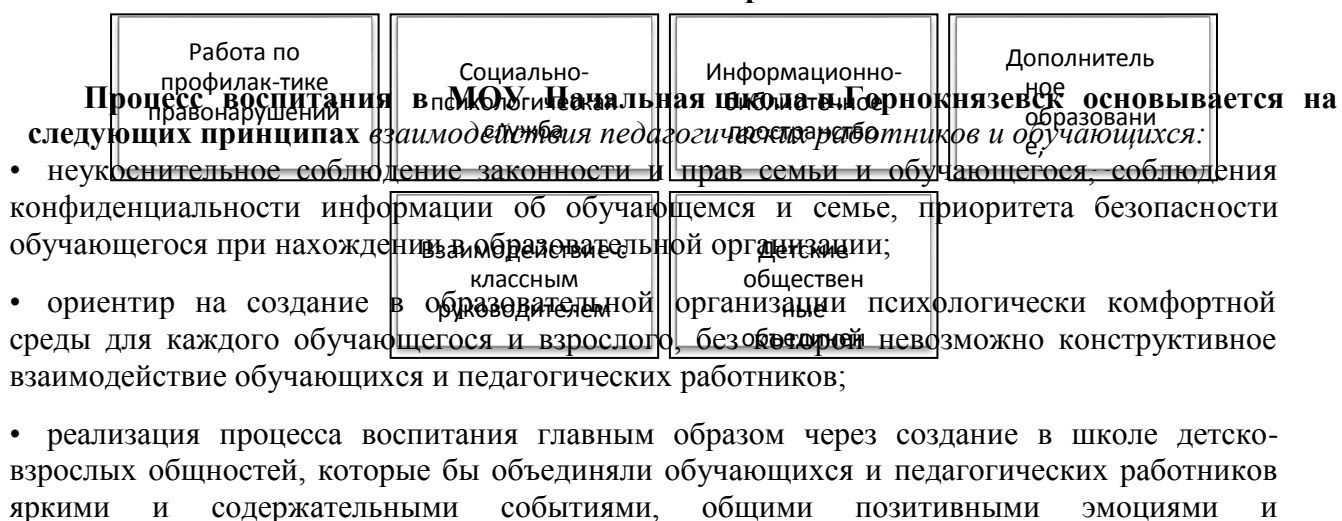 Работа по
профилак-тике
правонарушений
Социально-
психологическая
служба
Информационно-
библиотечное
пространство
Дополнитель
ное
образовани
е;
Процесс воспитания в МОУ Начальная школа п.Горнокнязевск основывается на
следующих принципах взаимодействия педагогических работников и обучающихся:
• неукоснительное соблюдение законности и прав семьи и обучающегося, соблюдения
конфиденциальности информации об обучающемся и семье, приоритета безопасности
обучающегося при нахождении в образовательной организации;
Взаимодействие с
классным
руководителем
Детские
обществен
ные
объединен
• ориентир на создание в образовательной организации психологически комфортной
среды для каждого обучающегося и взрослого, без которой невозможно конструктивное
взаимодействие обучающихся и педагогических работников;
• реализация процесса воспитания главным образом через создание в школе детско-
взрослых общностей, которые бы объединяли обучающихся и педагогических работников
яркими и содержательными событиями, общими позитивными эмоциями и